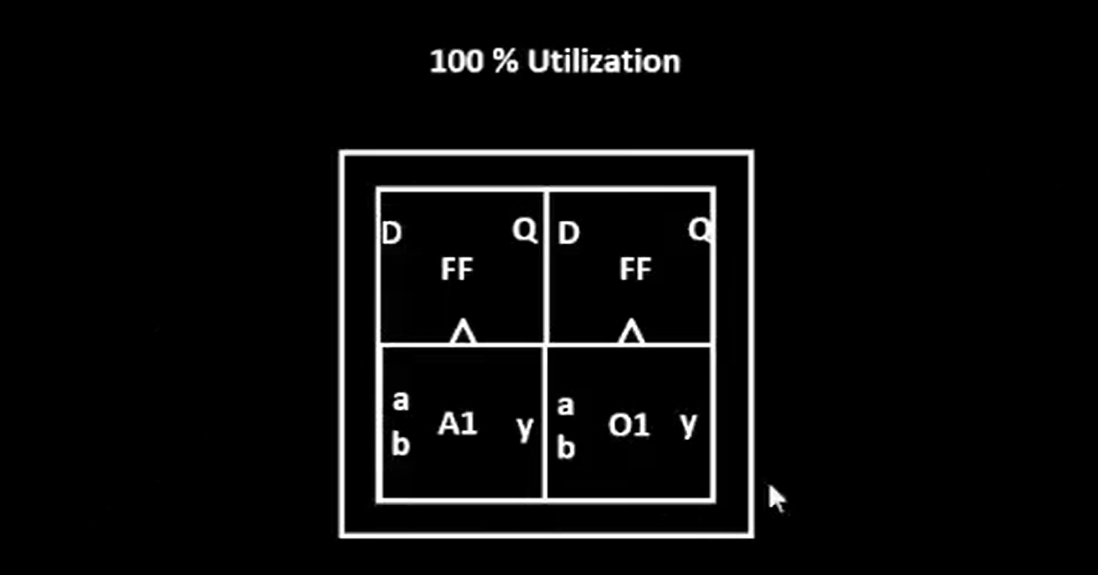 100 % Utilization
D Q D Q
FF FF
a A1 y a O1 y
b b